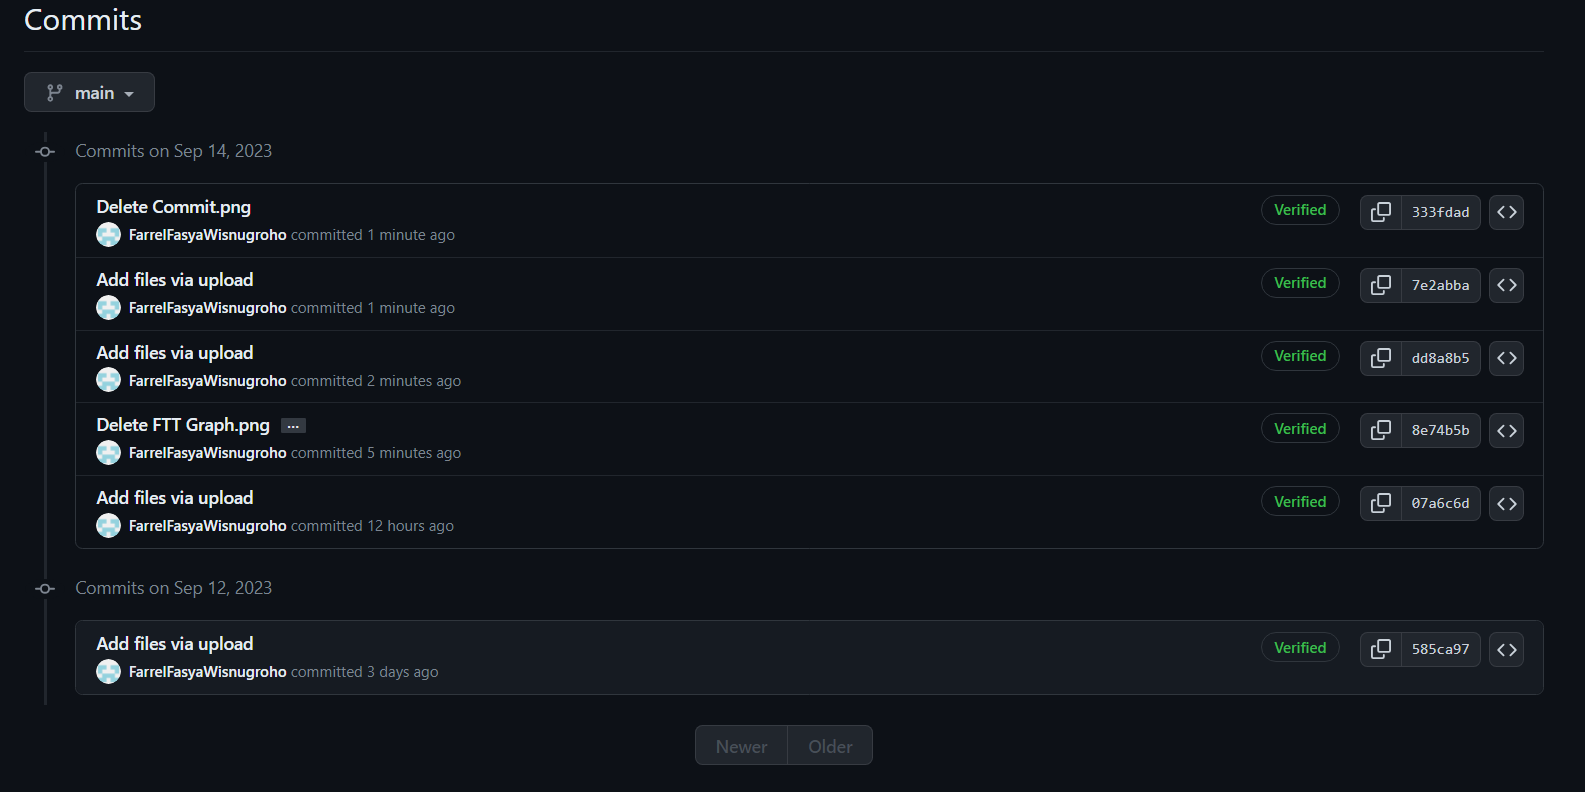 Commits
main
Commits on Sep 14, 2023
Delete Commit.png
Verified
333fdad
FarrelFasyaWisnugroho committed 1 minute ago
Add files via upload
Verified
7e2abba
FarrelFasyaWisnugroho committed 1 minute ago
Add files via upload
Verified
dd8a8b5
FarrelFasyaWisnugroho committed 2 minutes ago
Delete FTT Graph.png ...
Verified
8e74b5b
FarrelFasyaWisnugroho committed 5 minutes ago
Add files via upload
Verified
07a6c6d
FarrelFasyaWisnugroho committed 12 hours ago
Commits on Sep 12, 2023
Add files via upload
Verified
585ca97
FarrelFasyaWisnugroho committed 3 days ago
Newer Older